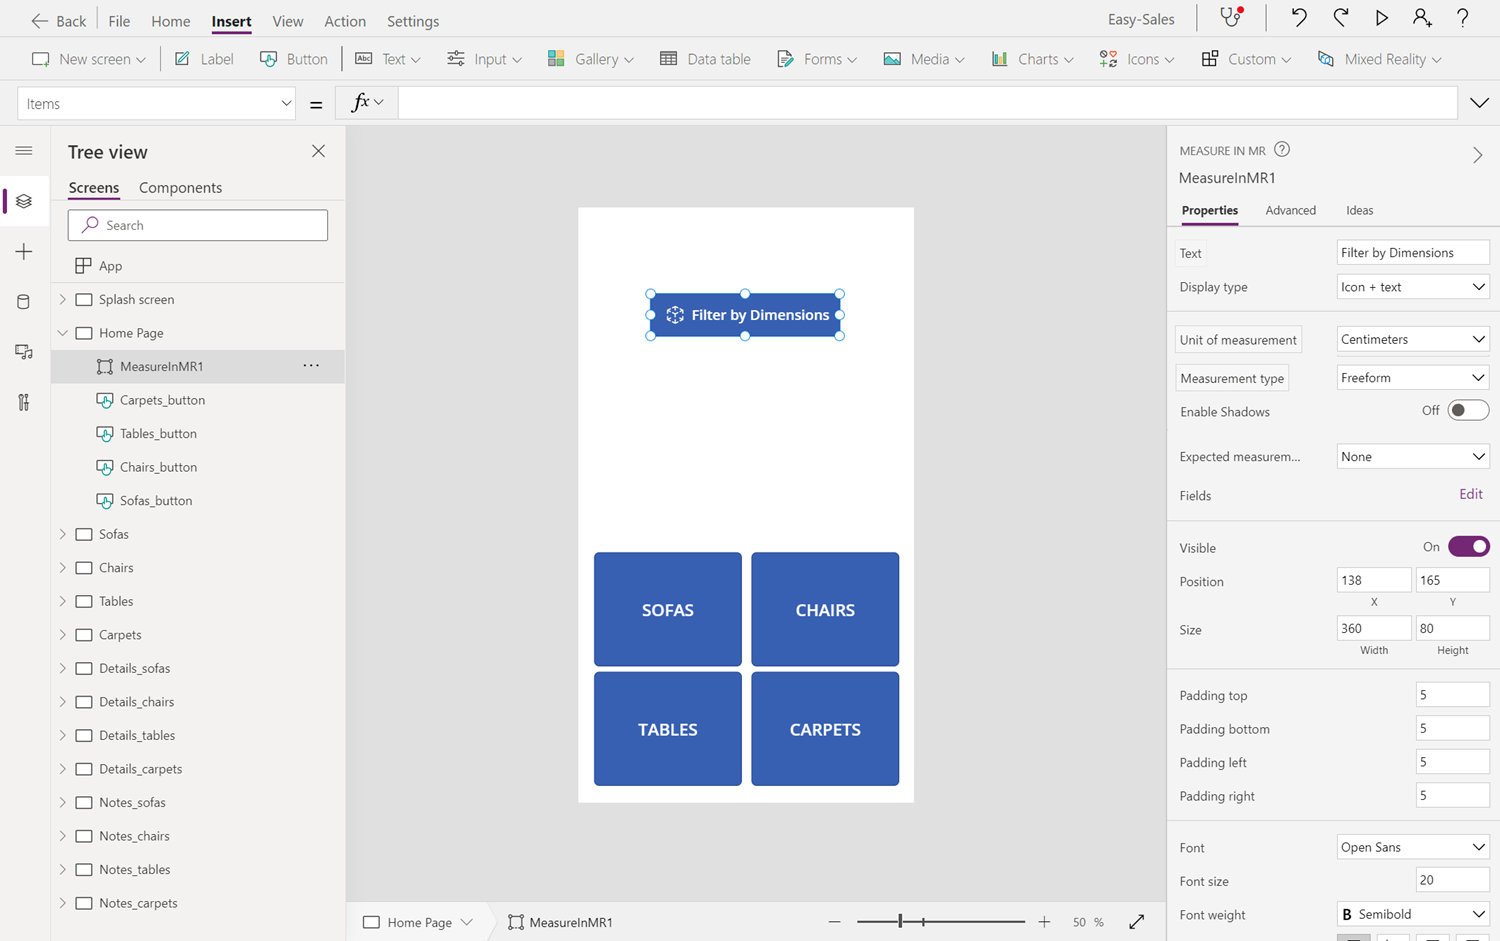 Back File Home Insert View Action Settings Easy-Sales
New screen Label Button Abc Text Input Gallery Data table Forms Media Charts Icons Custom Mixed Reality
Items = fx
Tree view
Screens Components
Search
App
Splash screen
Home Page
MeasureInMR1 ...
Carpets_button
Tables_button
Chairs_button
Sofas_button
Sofas
Chairs
Tables
Carpets
Details_sofas
Details_chairs
Details_tables
Details_carpets
Notes_sofas
Notes_chairs
Notes_tables
Notes_carpets
Filter by Dimensions
SOFAS CHAIRS
TABLES CARPETS
Home Page MeasureInMR1 50 %
MEASURE IN MR
MeasureInMR1
Properties Advanced Ideas
Text Filter by Dimensions
Display type Icon + text
Unit of measurement Centimeters
Measurement type Freeform
Enable Shadows Off
Expected measurem... None
Fields Edit
Visible On
Position 138 165
X Y
Size 360 80
Width Height
Padding top 5
Padding bottom 5
Padding left 5
Padding right 5
Font Open Sans
Font size 20
Font weight B Semibold